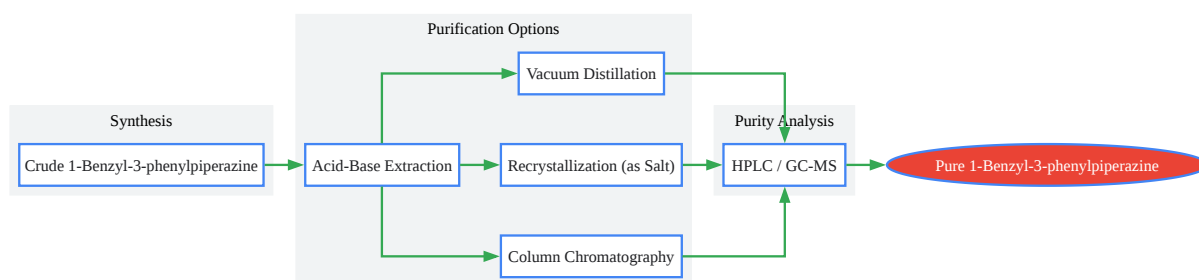 Purification Options
Vacuum Distillation
Synthesis
Purity Analysis
Crude 1-Benzyl-3-phenylpiperazine
Acid-Base Extraction
Recrystallization (as Salt)
HPLC / GC-MS
Pure 1-Benzyl-3-phenylpiperazine
Column Chromatography